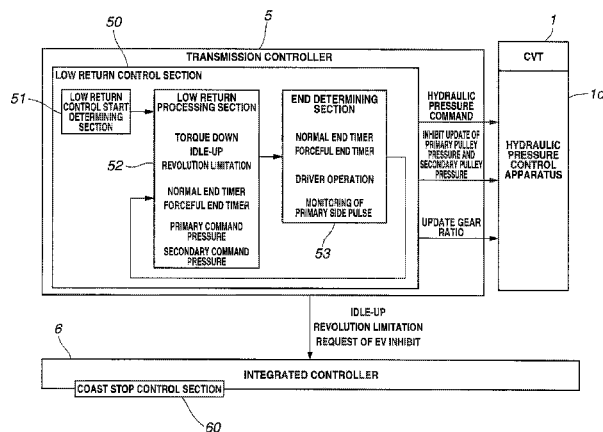 5
1
50
TRANSMISSION CONTROLLER
CVT
LOW RETURN CONTROL SECTION
1c
51
LOW RETURN
CONTROL START
DETERMINING
SECTION
LOW RETURN
PROCESSING SECTION
TORQUE DOWN
52
IDLE-UP
REVOLUTION LIMITATION
NORMAL END TIMER
FORCEFUL END TIMER
PRIMARY COMMAND
PRESSURE
SECONDARY COMMAND
PRESSURE
END DETERMINING
SECTION
NORMAL END TIMER
FORCEFUL END TIMER
DRIVER OPERATION
MONITORING OF
PRIMARY SIDE PULSE
53
HYDRAULIC
PRESSURE
COMMAND
INHIBIT UPDATE OF
PRIMARY PULLEY
PRESSURE AND
SECONDARY PULLEY
PRESSURE
UPDATE GEAR
RATIO
HYDRAULIC
PRESSURE
CONTROL
APPARATUS
IDLE-UP
REVOLUTION LIMITATION
REQUEST OF EV INHIBIT
6
INTEGRATED CONTROLLER
COAST STOP CONTROL SECTION
60